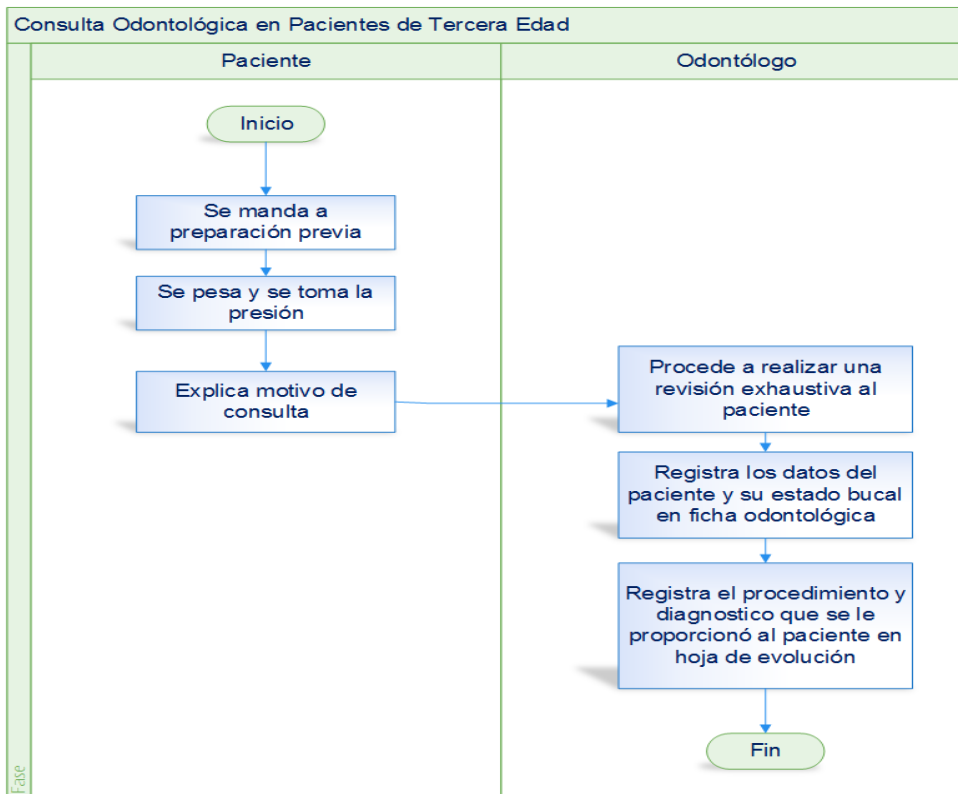 Consulta Odontológica en Pacientes de Tercera Edad
Paciente
Odontólogo
Inicio
Se manda a
preparación previa
Se pesa y se toma la
presión
Explica motivo de
consulta
Procede a realizar una
revisión exhaustiva al
paciente
Registra los datos del
paciente y su estado bucal
en ficha odontológica
Registra el procedimiento y
diagnostico que se le
proporcionó al paciente en
hoja de evolución
Fin
Fase